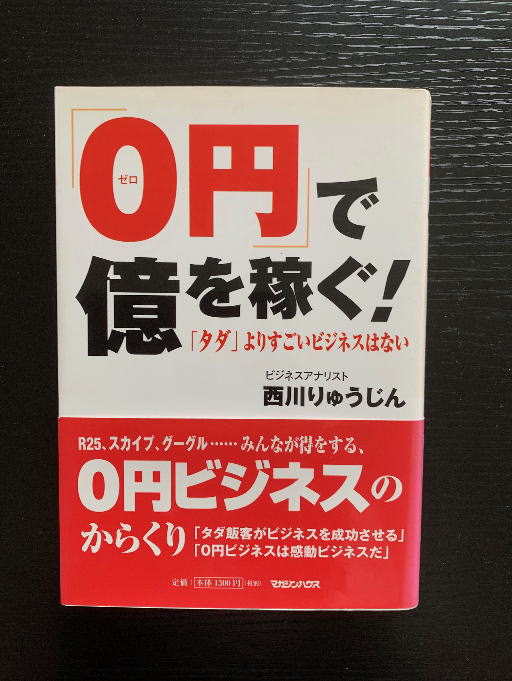 「0円」で
ゼロ
億を稼ぐ!
「タダ」よりすごいビジネスはない
ビジネスアナリスト
西川りゅうじん
R25、スカイプ、グーグル……みんなが得をする、
0円ビジネスの
からくり
「タダ飯客がビジネスを成功させる」
「0円ビジネスは感動ビジネスだ」
定価:本体1300円(税別)
マガジンハウス